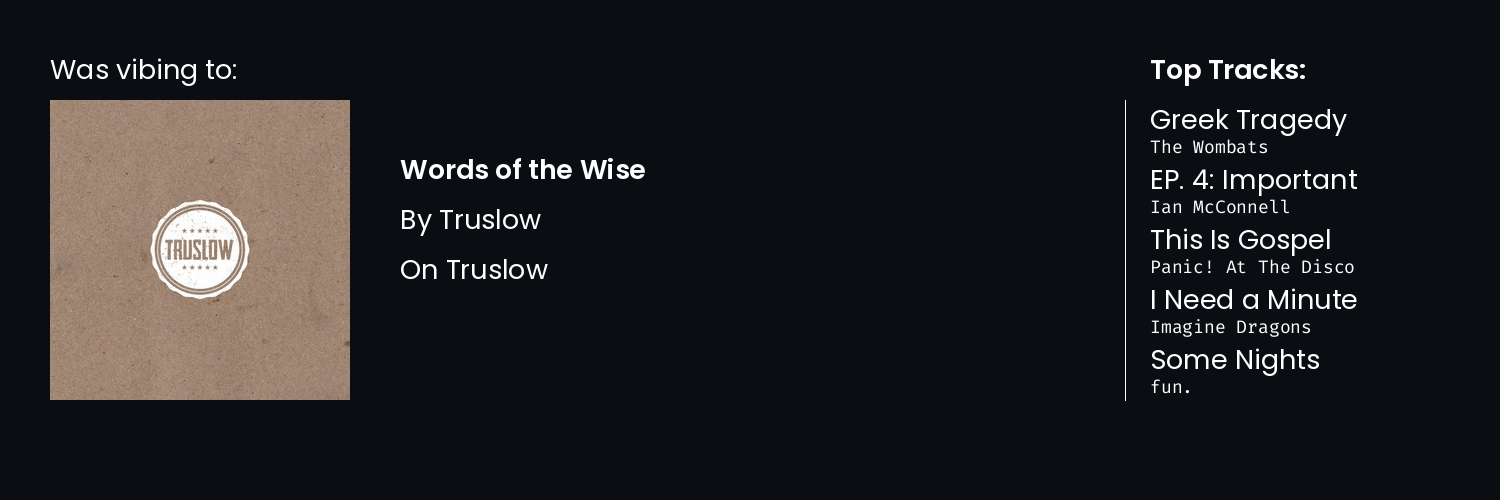 Was vibing to:
TRUSLOW
Words of the Wise
By Truslow
On Truslow
Top Tracks:
Greek Tragedy
The Wombats
EP. 4: Important
Ian McConnell
This Is Gospel
Panic! At The Disco
I Need a Minute
Imagine Dragons
Some Nights
fun.